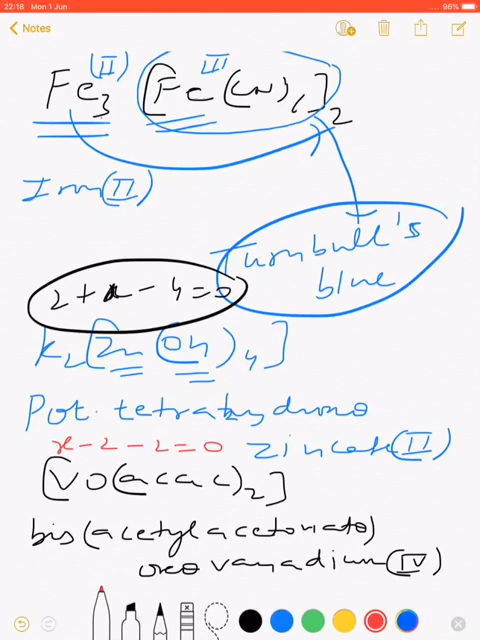 22:18 Mon 1 Jun 96%
Notes
Fe3(II) [Fe III (CN)6]2
Iron (II)
Turnbull's
blue
2 + x - 4 = 0
K2[Zn(OH)4]
Pot. tetrahydroxo
zincate (II)
x - 2 - 2 = 0
[VO(acac)2]
bis(acetylacetonato)
oxo vanadium (IV)